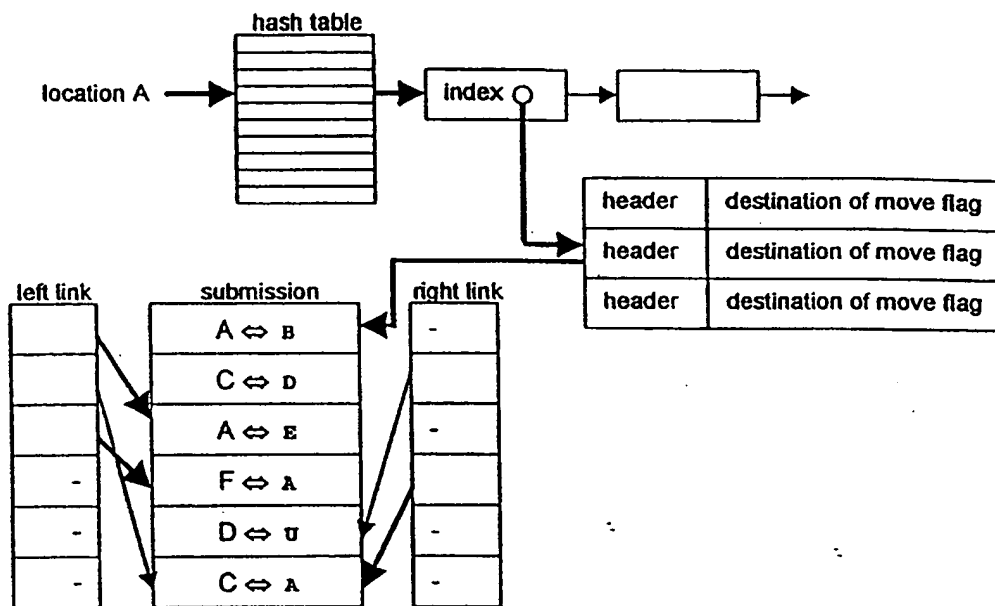 hash table
location A
index
header destination of move flag
header destination of move flag
header destination of move flag
left link submission right link
A ⇔ B -
C ⇔ D
A ⇔ E -
- F ⇔ A
- D ⇔ U -
- C ⇔ A -